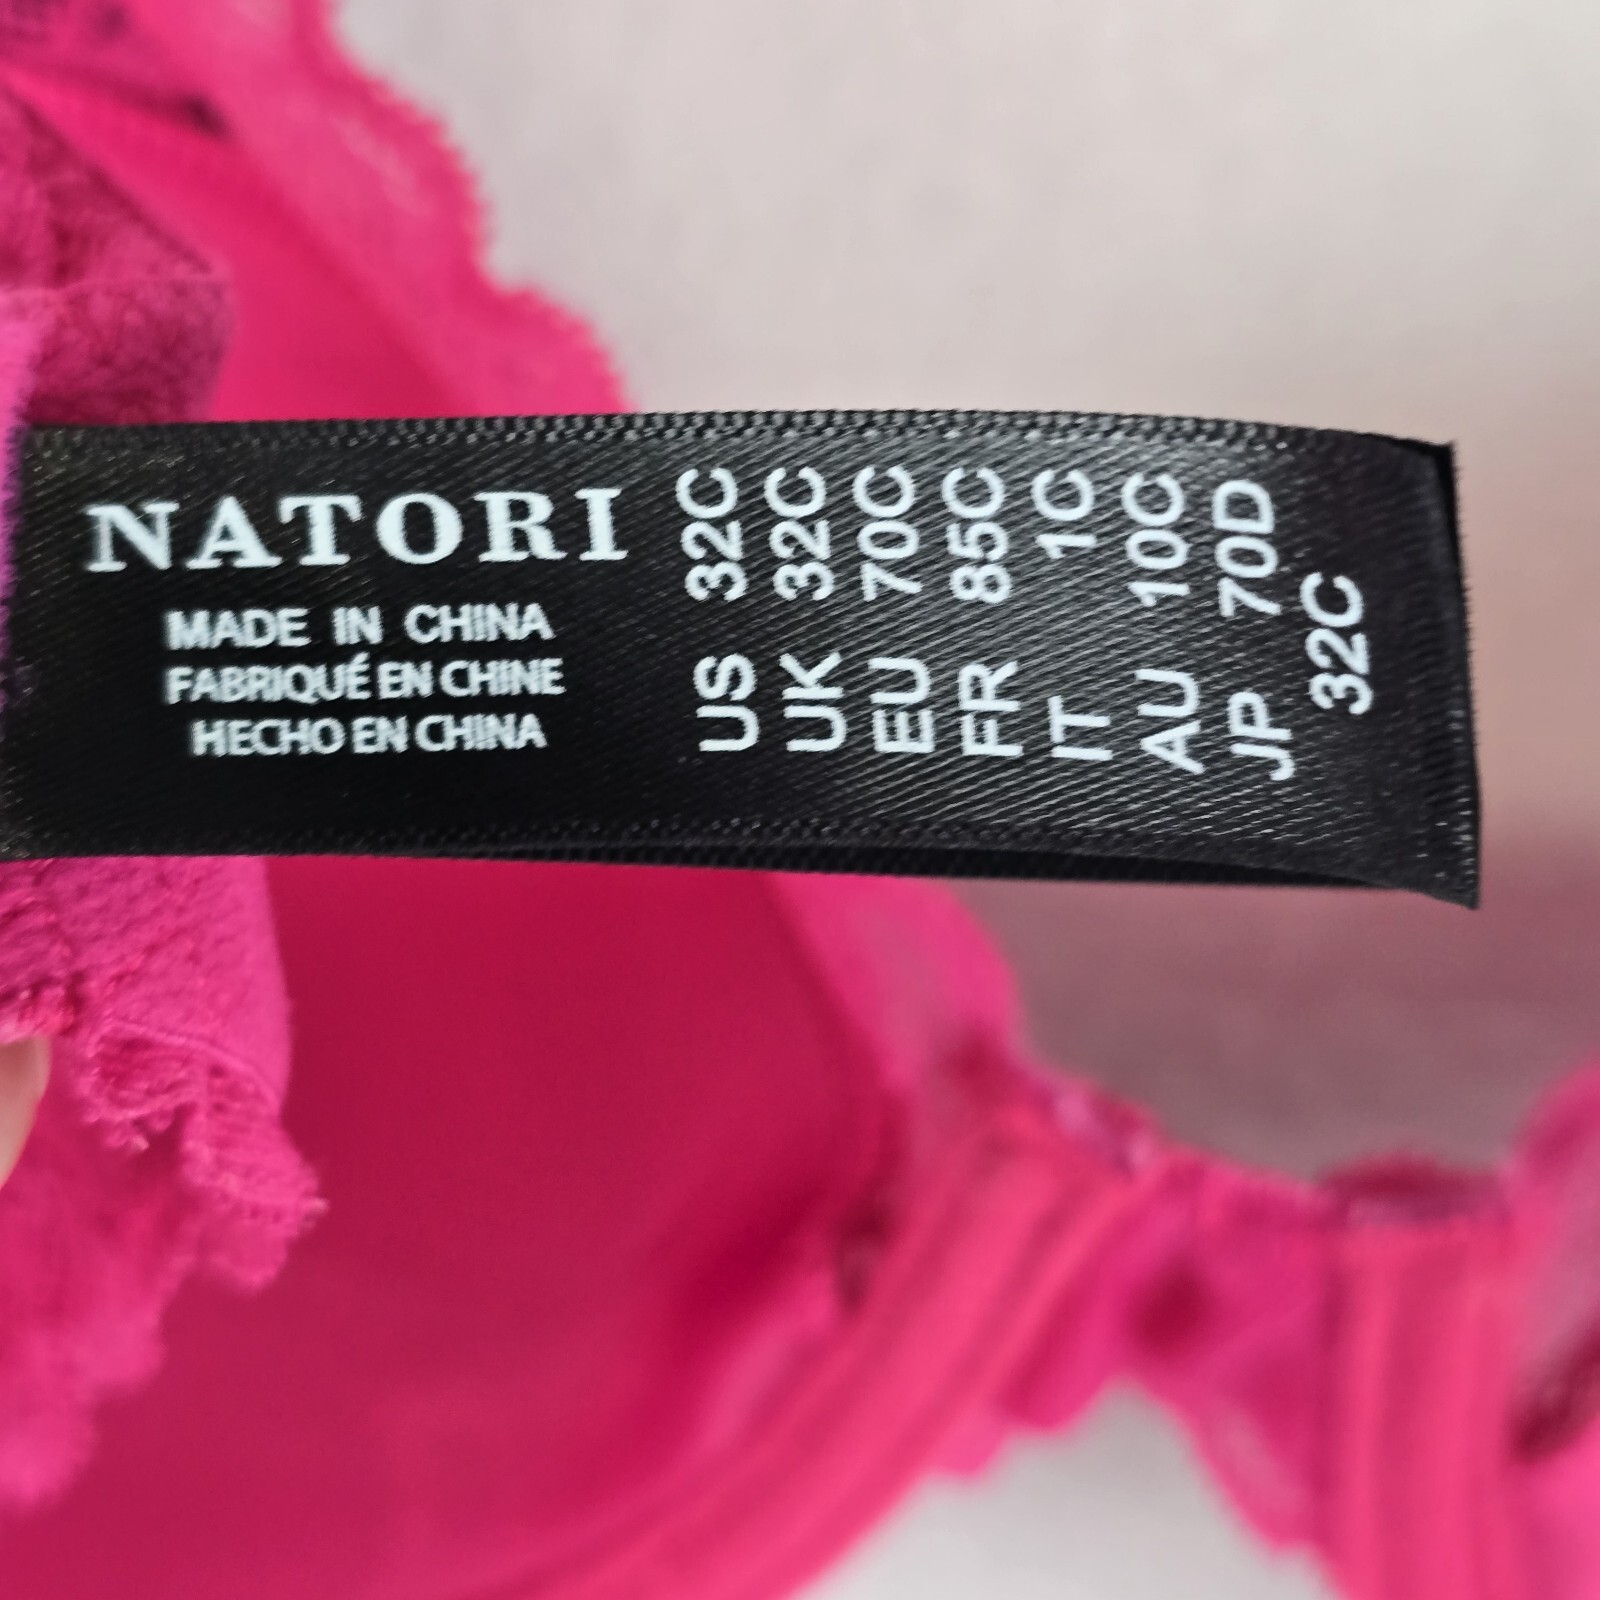 NATORI
MADE IN CHINA
FABRIQUÉ EN CHINE
HECHO EN CHINA
US 32C
UK 32C
EU 70C
FR 85C
IT 1C
AU 10C
JP 70D
32C